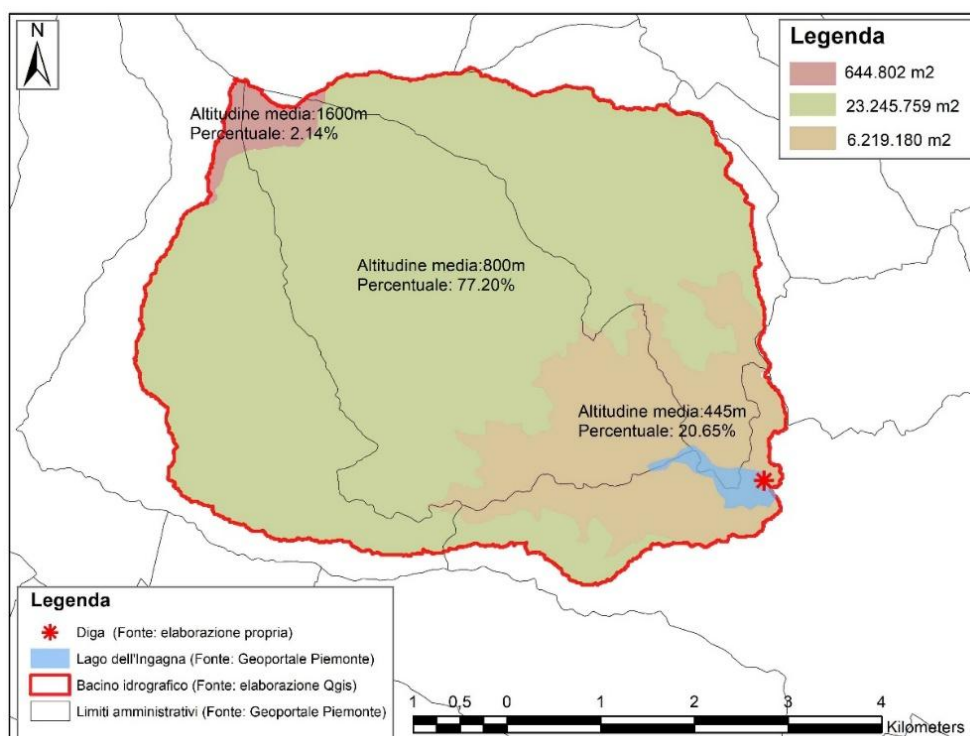 N
Legenda
644.802 m2
23.245.759 m2
6.219.180 m2
Altitudine media:1600m
Percentuale: 2.14%
Altitudine media:800m
Percentuale: 77.20%
Altitudine media:445m
Percentuale: 20.65%
Legenda
Diga (Fonte: elaborazione propria)
Lago dell'Ingagna (Fonte: Geoportale Piemonte)
Bacino idrografico (Fonte: elaborazione Qgis)
Limiti amministrativi (Fonte: Geoportale Piemonte)
1 0,5 0 1 2 3 4
Kilometers